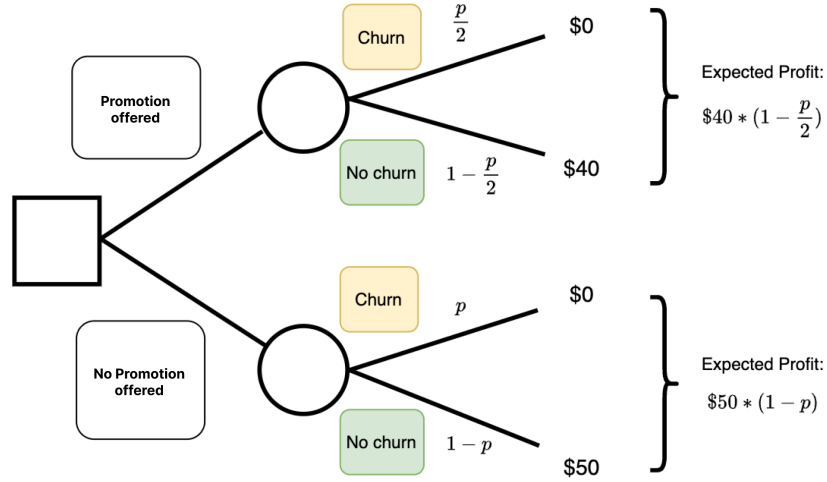 Promotion
offered
Churn
p/2
$0
No churn
1 − p/2
$40
Expected Profit:
$40 ∗ (1 − p/2)
No Promotion
offered
Churn
p
$0
No churn
1 − p
$50
Expected Profit:
$50 ∗ (1 − p)